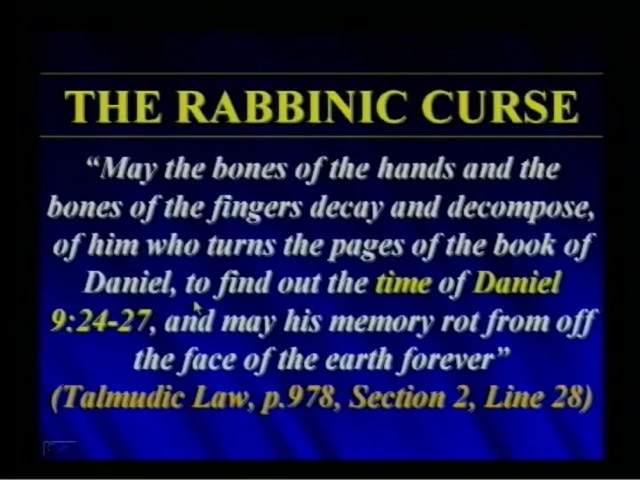 THE RABBINIC CURSE
“May the bones of the hands and the
bones of the fingers decay and decompose,
of him who turns the pages of the book of
Daniel, to find out the time of Daniel
9:24-27, and may his memory rot from off
the face of the earth forever”
(Talmudic Law, p.978, Section 2, Line 28)